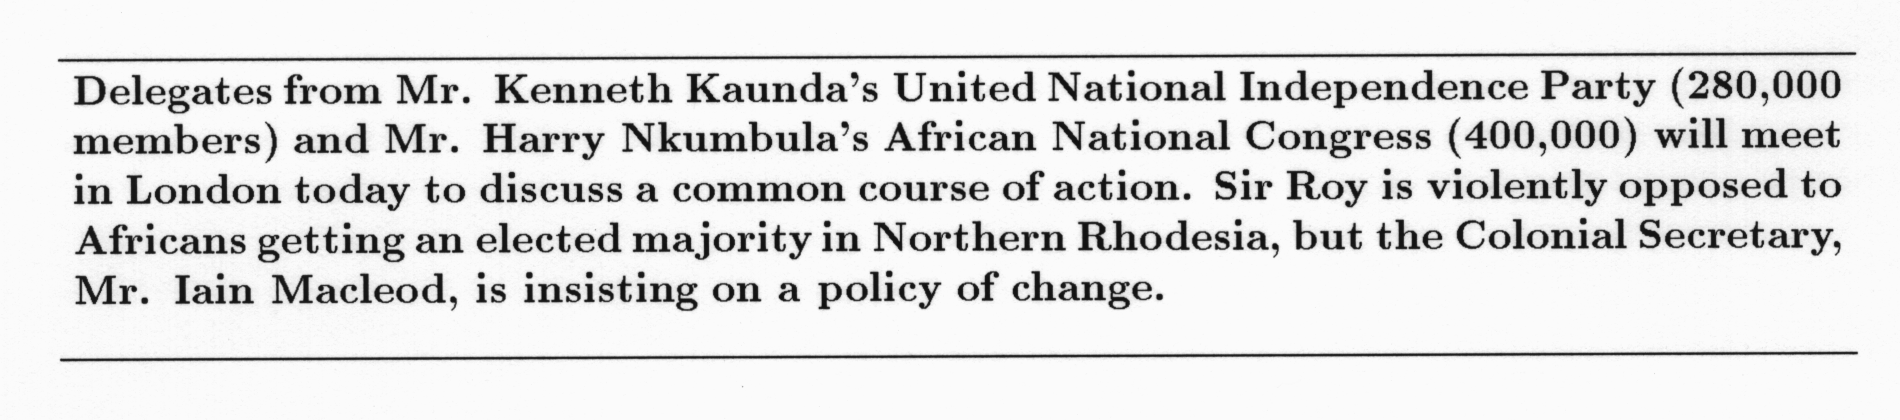 Delegates from Mr. Kenneth Kaunda's United National Independence Party (280,000
members) and Mr. Harry Nkumbula's African National Congress (400,000) will meet
in London today to discuss a common course of action. Sir Roy is violently opposed to
Africans getting an elected majority in Northern Rhodesia, but the Colonial Secretary,
Mr. Iain Macleod, is insisting on a policy of change.